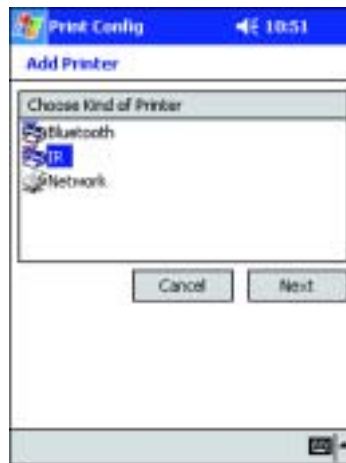 Print Config 10:51
Add Printer
Choose Kind of Printer
Bluetooth
IR
Network
Cancel Next